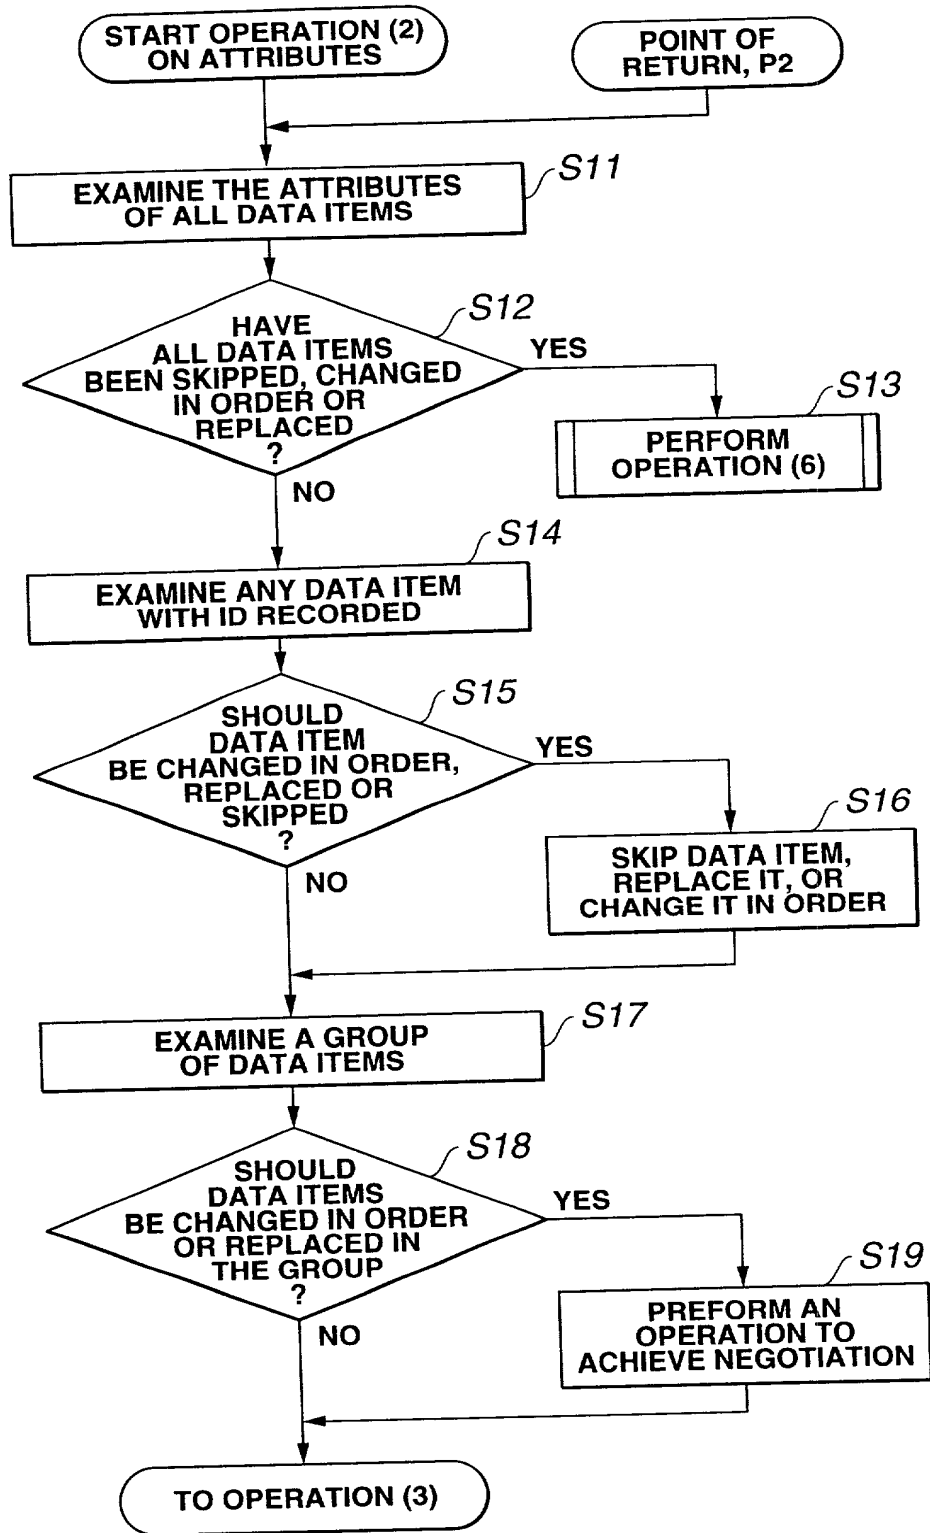 START OPERATION (2)
ON ATTRIBUTES
POINT OF
RETURN, P2
S11
EXAMINE THE ATTRIBUTES
OF ALL DATA ITEMS
S12
HAVE
ALL DATA ITEMS
BEEN SKIPPED, CHANGED
IN ORDER OR
REPLACED
?
YES
S13
PERFORM
OPERATION (6)
NO
S14
EXAMINE ANY DATA ITEM
WITH ID RECORDED
S15
SHOULD
DATA ITEM
BE CHANGED IN ORDER,
REPLACED OR
SKIPPED
?
YES
S16
SKIP DATA ITEM,
REPLACE IT, OR
CHANGE IT IN ORDER
NO
S17
EXAMINE A GROUP
OF DATA ITEMS
S18
SHOULD
DATA ITEMS
BE CHANGED IN ORDER
OR REPLACED IN
THE GROUP
?
YES
S19
PREFORM AN
OPERATION TO
ACHIEVE NEGOTIATION
NO
TO OPERATION (3)